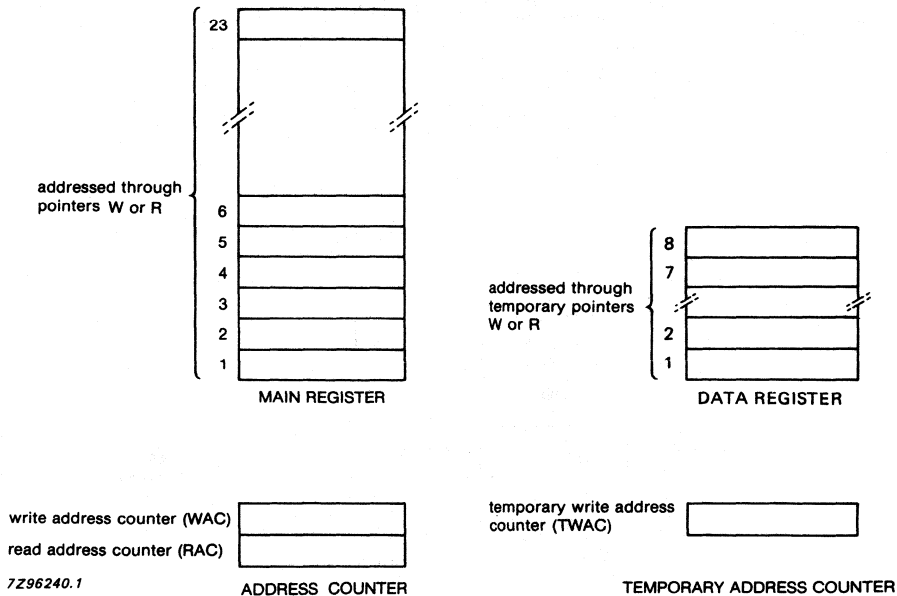 23
addressed through
pointers W or R
6
5
4
3
2
1
MAIN REGISTER
8
7
addressed through
temporary pointers
W or R
2
1
DATA REGISTER
write address counter (WAC)
read address counter (RAC)
7Z96240.1
ADDRESS COUNTER
temporary write address
counter (TWAC)
TEMPORARY ADDRESS COUNTER